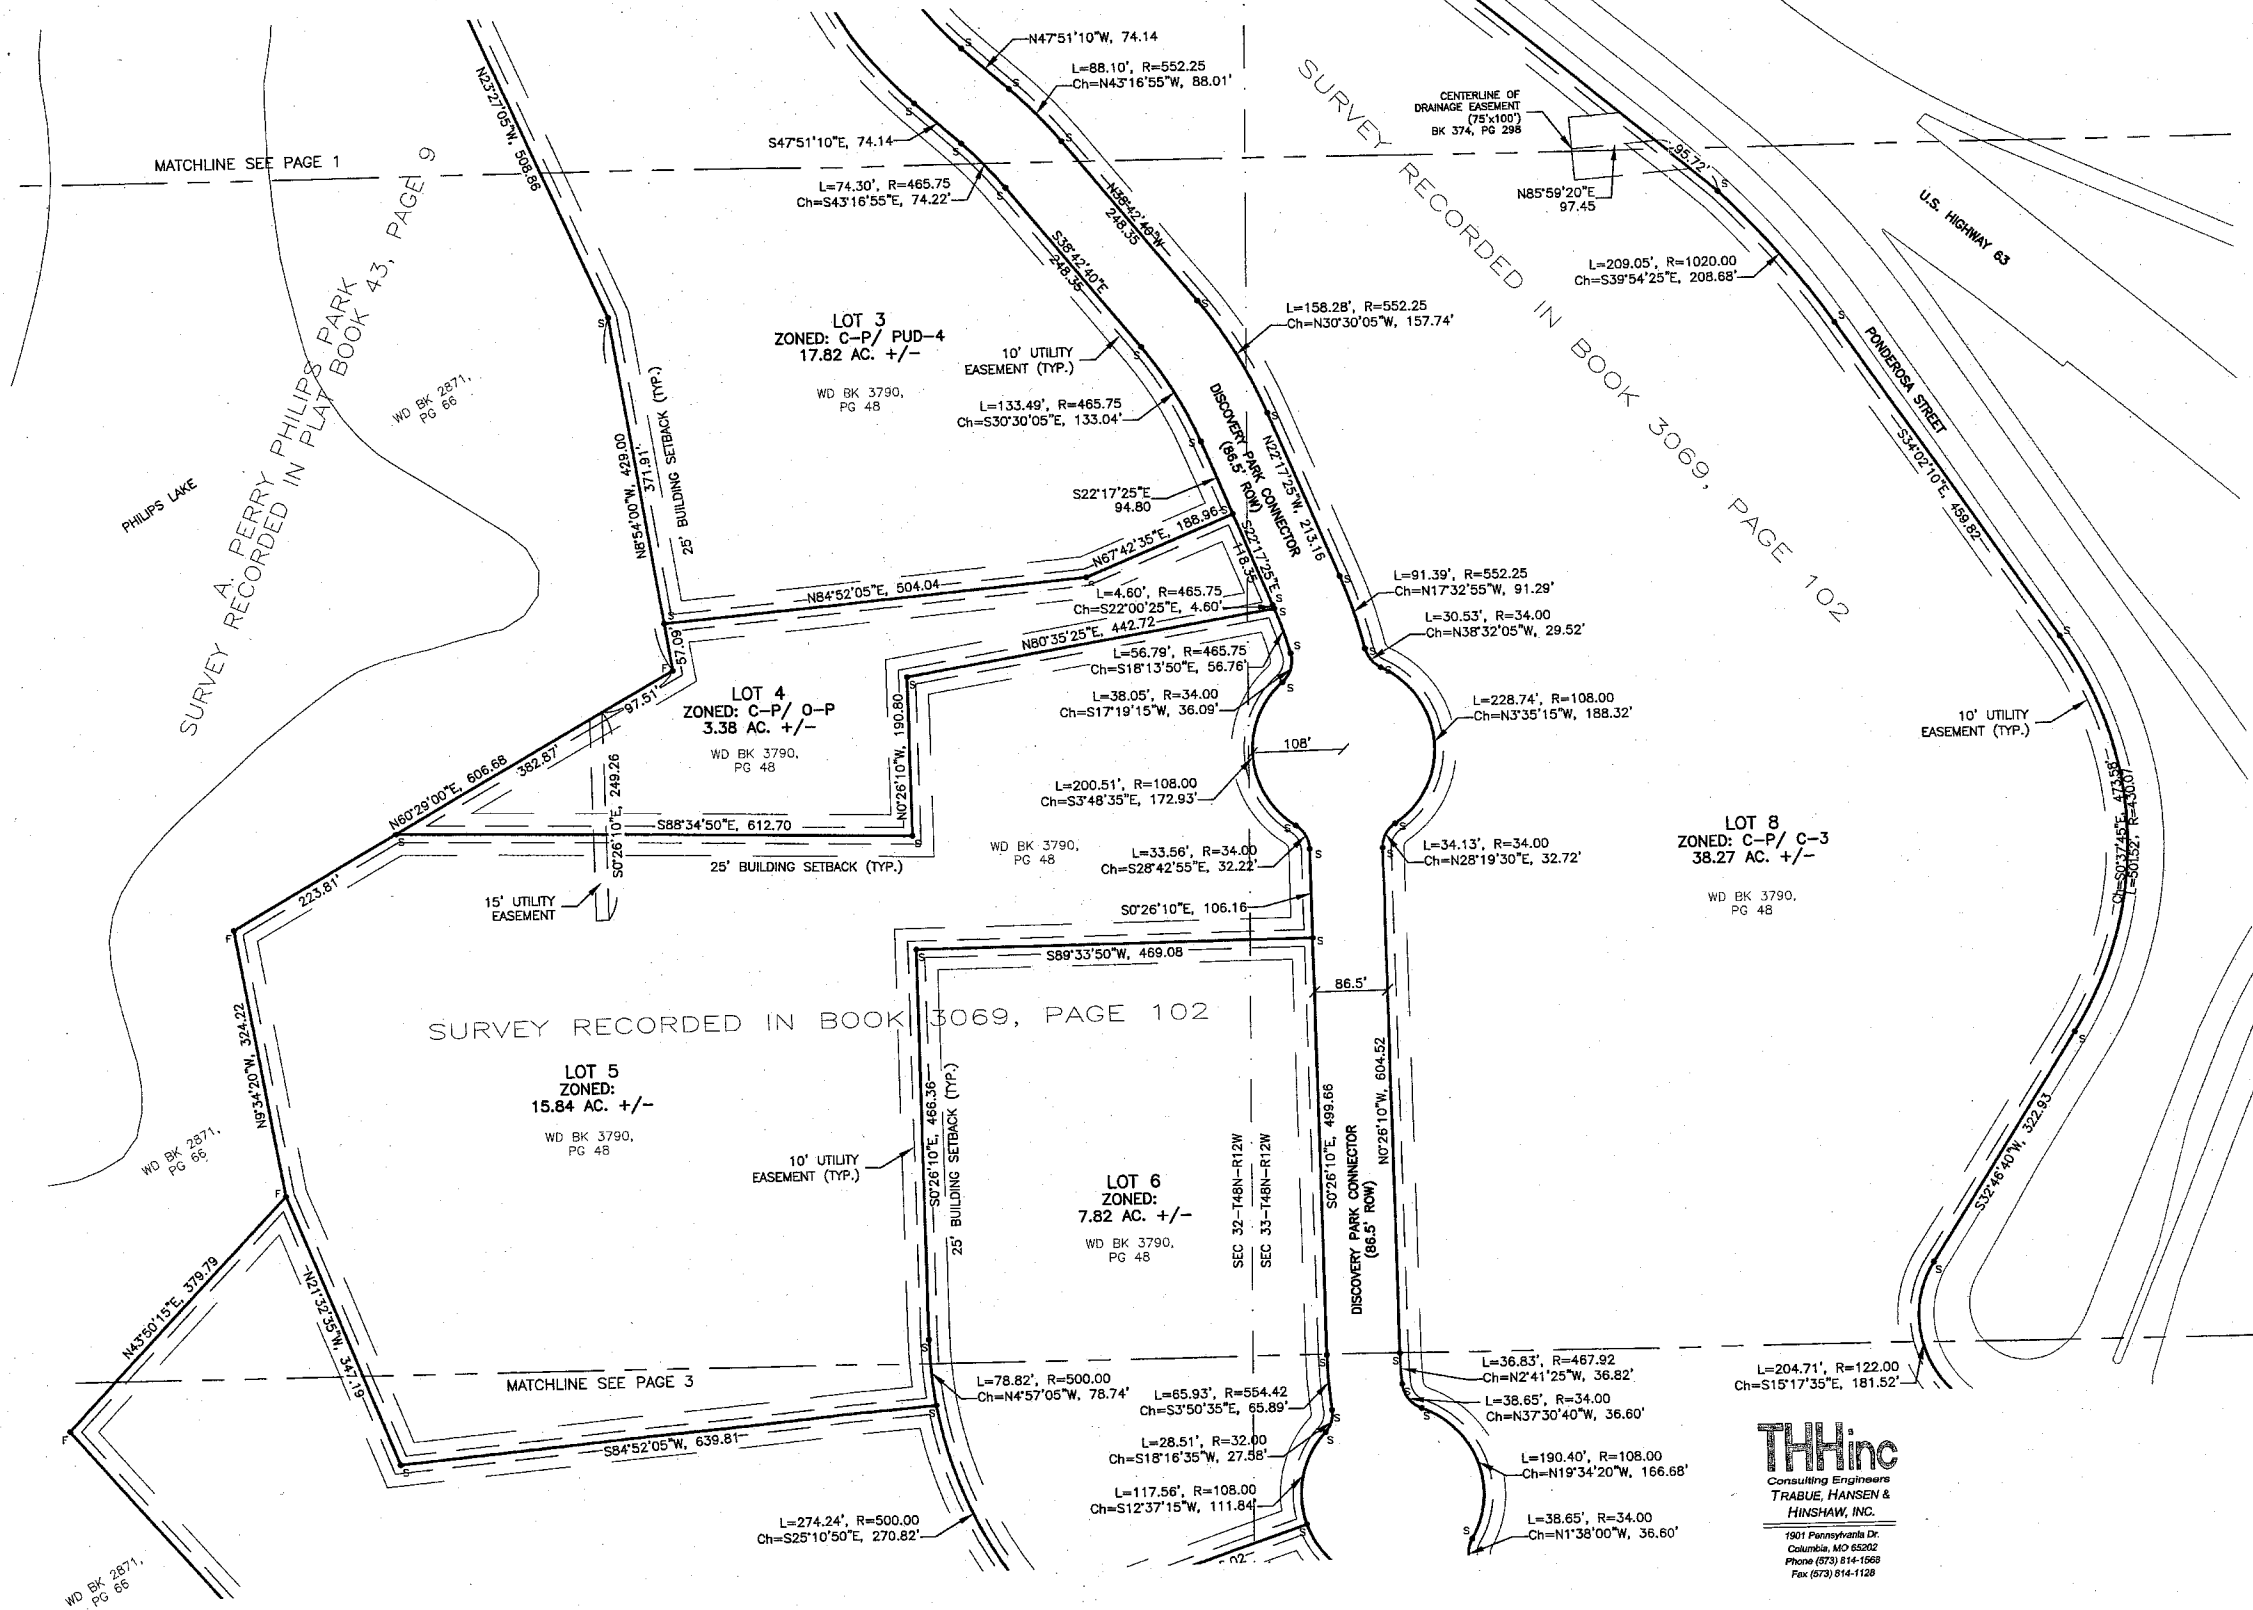 N47°51'10"W, 74.14
L=88.10', R=552.25
Ch=N43°16'55"W, 88.01'
CENTERLINE OF
DRAINAGE EASEMENT
(75'x100')
BK 374, PG 298
N23°27'05"W, 508.86
S47°51'10"E, 74.14
MATCHLINE SEE PAGE 1
95.72'
L=74.30', R=465.75
Ch=S43°16'55"E, 74.22'
N85°59'20"E
97.45
N38°42'40"W
248.35
S38°42'40"E
248.35
U.S. HIGHWAY 63
SURVEY RECORDED IN BOOK 3069, PAGE 102
L=209.05', R=1020.00
Ch=S39°54'25"E, 208.68'
L=158.28', R=552.25
Ch=N30°30'05"W, 157.74'
LOT 3
ZONED: C-P/ PUD-4
17.82 AC. +/-
WD BK 3790,
PG 48
10' UTILITY
EASEMENT (TYP.)
L=133.49', R=465.75
Ch=S30°30'05"E, 133.04'
PONDEROSA STREET
A. PERRY PHILIPS PARK
SURVEY RECORDED IN PLAT BOOK 43, PAGE 9
WD BK 2871,
PG 66
PHILIPS LAKE
N8°54'00"W, 429.00
371.91'
25' BUILDING SETBACK (TYP.)
DISCOVERY PARK CONNECTOR
(86.5' ROW)
N22°17'25"W, 213.16
S34°02'10"E, 459.82
S22°17'25"E
94.80
N67°42'35"E, 188.96
S22°17'25"E
118.35
N84°52'05"E, 504.04
L=4.60', R=465.75
Ch=S22°00'25"E, 4.60'
L=91.39', R=552.25
Ch=N17°32'55"W, 91.29'
L=30.53', R=34.00
Ch=N38°32'05"W, 29.52'
57.09'
N80°35'25"E, 442.72
L=56.79', R=465.75
Ch=S18°13'50"E, 56.76'
97.51'
LOT 4
ZONED: C-P/ O-P
3.38 AC. +/-
WD BK 3790,
PG 48
N0°26'10"W, 190.80
L=38.05', R=34.00
Ch=S17°19'15"W, 36.09'
L=228.74', R=108.00
Ch=N3°35'15"W, 188.32'
10' UTILITY
EASEMENT (TYP.)
108'
N60°29'00"E, 606.68
382.87'
S0°26'10"E, 249.26
L=200.51', R=108.00
Ch=S3°48'35"E, 172.93'
Ch=S0°37'45"E, 473.58'
L=501.52', R=430.07
S88°34'50"E, 612.70
25' BUILDING SETBACK (TYP.)
WD BK 3790,
PG 48
L=33.56', R=34.00
Ch=S28°42'55"E, 32.22'
L=34.13', R=34.00
Ch=N28°19'30"E, 32.72'
LOT 8
ZONED: C-P/ C-3
38.27 AC. +/-
WD BK 3790,
PG 48
223.81'
15' UTILITY
EASEMENT
S0°26'10"E, 106.16
S89°33'50"W, 469.08
86.5'
N9°34'20"W, 324.22
SURVEY RECORDED IN BOOK 3069, PAGE 102
LOT 5
ZONED:
15.84 AC. +/-
WD BK 3790,
PG 48
WD BK 2871,
PG 66
10' UTILITY
EASEMENT (TYP.)
S0°26'10"E, 466.36
25' BUILDING SETBACK (TYP.)
LOT 6
ZONED:
7.82 AC. +/-
WD BK 3790,
PG 48
SEC 32-T48N-R12W
SEC 33-T48N-R12W
S0°26'10"E, 499.66
DISCOVERY PARK CONNECTOR
(86.5' ROW)
N0°26'10"W, 604.52
S32°46'40"W, 322.93
N43°50'15"E, 379.79
N21°32'35"W, 347.19
MATCHLINE SEE PAGE 3
L=78.82', R=500.00
Ch=N4°57'05"W, 78.74'
L=65.93', R=554.42
Ch=S3°50'35"E, 65.89'
L=36.83', R=467.92
Ch=N2°41'25"W, 36.82'
L=204.71', R=122.00
Ch=S15°17'35"E, 181.52'
L=38.65', R=34.00
Ch=N37°30'40"W, 36.60'
S84°52'05"W, 639.81
L=28.51', R=32.00
Ch=S18°16'35"W, 27.58'
L=190.40', R=108.00
Ch=N19°34'20"W, 166.68'
L=117.56', R=108.00
Ch=S12°37'15"W, 111.84'
L=274.24', R=500.00
Ch=S25°10'50"E, 270.82'
L=38.65', R=34.00
Ch=N1°38'00"W, 36.60'
WD BK 2871,
PG 66
THHinc
Consulting Engineers
TRABUE, HANSEN &
HINSHAW, INC.
1901 Pennsylvania Dr.
Columbia, MO 65202
Phone (573) 814-1568
Fax (573) 814-1128